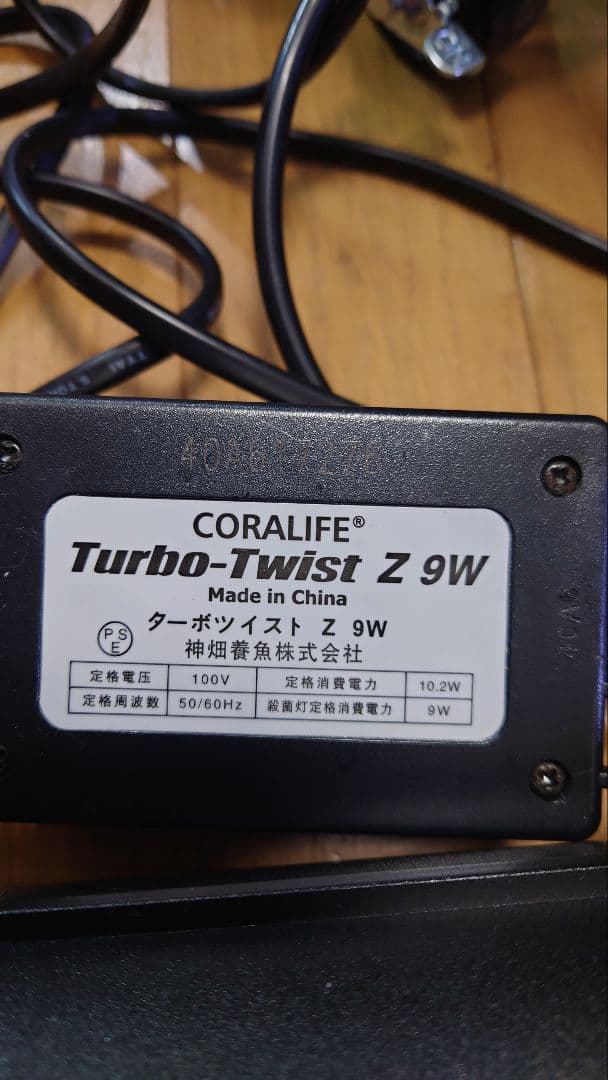 40A617276
CORALIFE®
Turbo-Twist Z 9W
Made in China
ターボツイスト Z 9W
PSE
神畑養魚株式会社
定格電圧 100V 定格消費電力 10.2W
定格周波数 50/60Hz 殺菌灯定格消費電力 9W